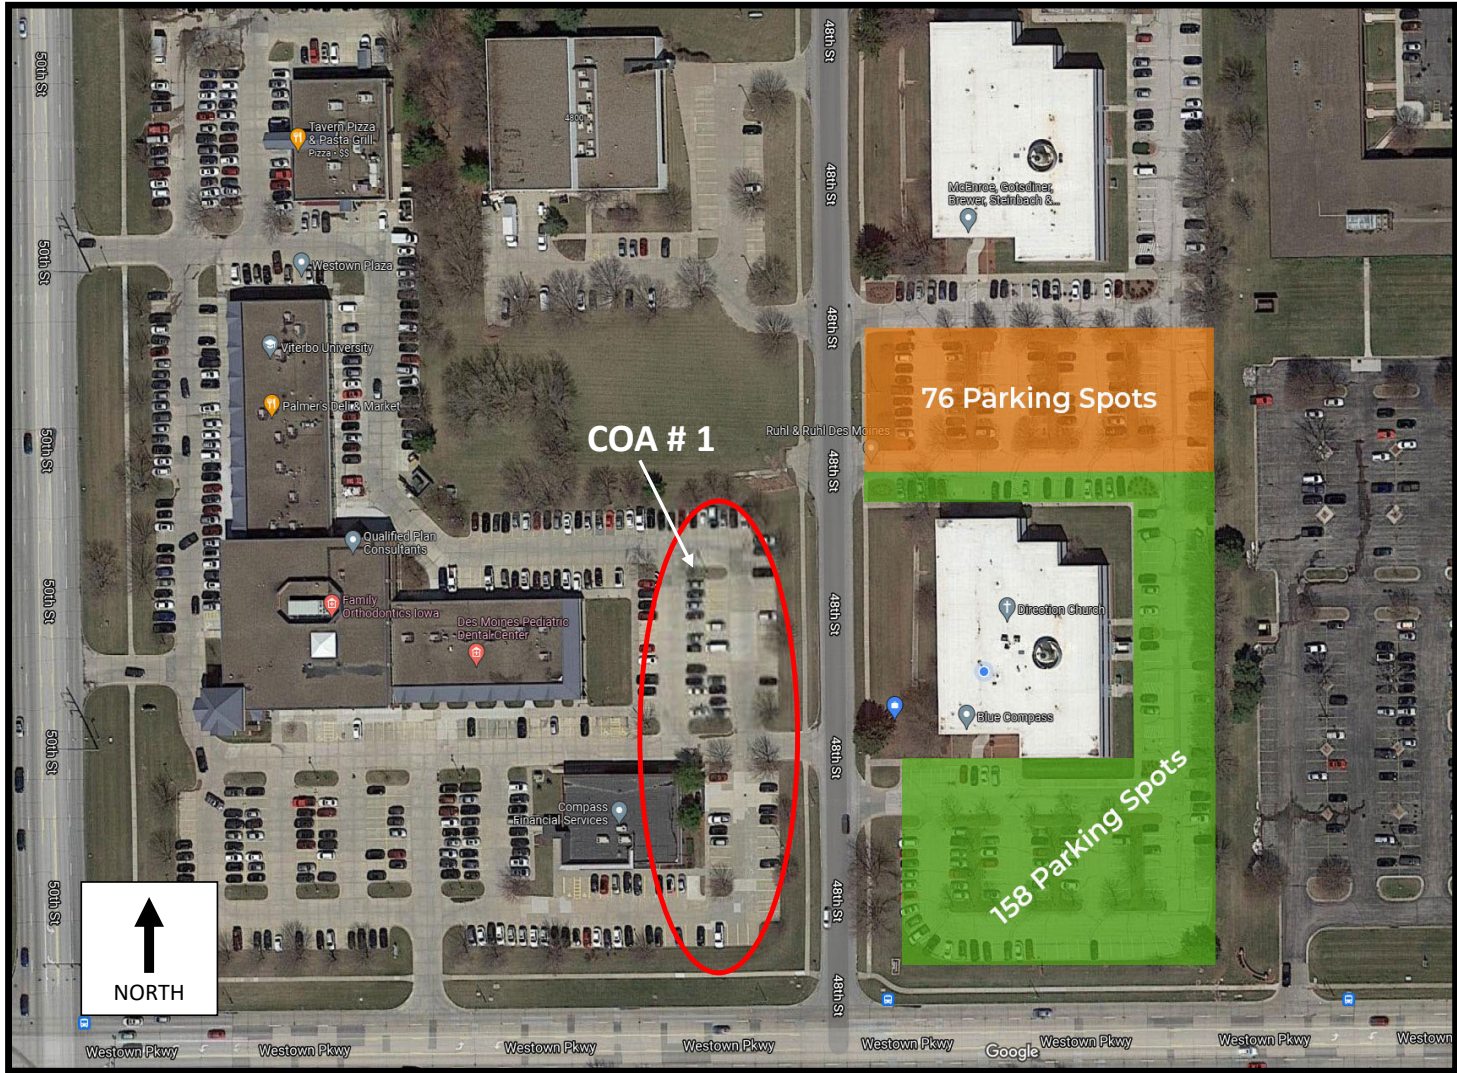 50th St
48th St
Tavern Pizza
& Pasta Grill
Pizza • $$
4800
48th St
McEnroe, Gotsdiner,
Brewer, Steinbach &...
50th St
Westown Plaza
48th St
Viterbo University
76 Parking Spots
Palmer's Deli & Market
50th St
COA # 1
Ruhl & Ruhl Des Moines
48th St
Qualified Plan
Consultants
50th St
Family
Orthodontics Iowa
Des Moines Pediatric
Dental Center
48th St
Direction Church
Blue Compass
50th St
48th St
Compass
Financial Services
158 Parking Spots
50th St
48th St
NORTH
48th St
Westown Pkwy
Westown Pkwy
Westown Pkwy
Westown Pkwy
Westown Pkwy
Google
Westown Pkwy
Westown Pkwy
Westown